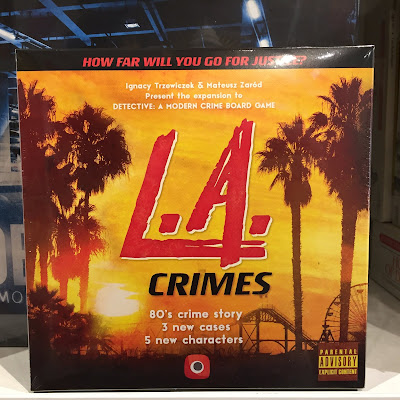 HOW FAR WILL YOU GO FOR JUSTICE?
Ignacy Trzewiczek & Mateusz Zaród
Present the expansion to
DETECTIVE: A MODERN CRIME BOARD GAME
L.A.
CRIMES
80's crime story
3 new cases
5 new characters
PARENTAL
ADVISORY
EXPLICIT CONTENT